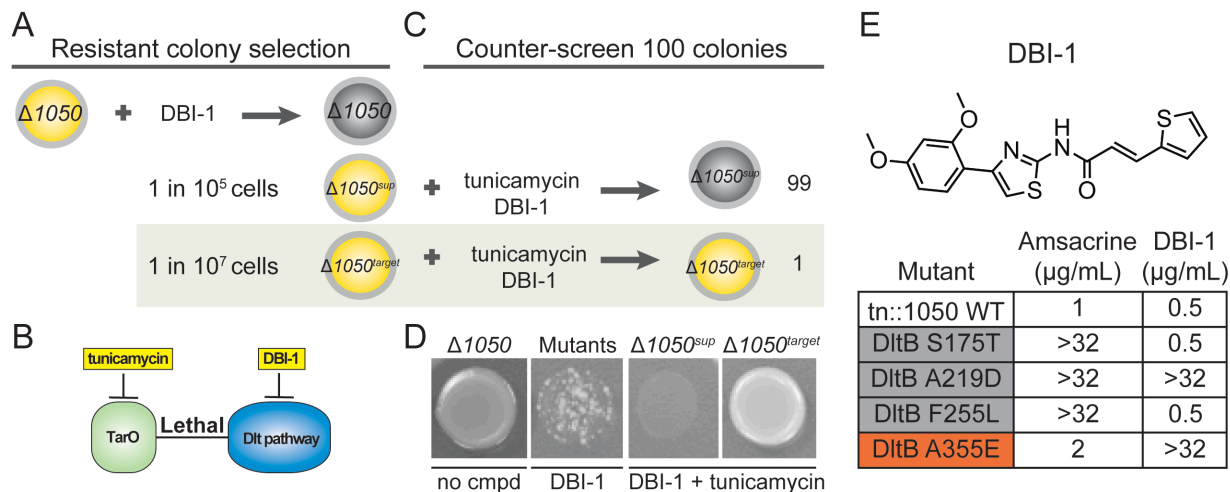 A
Resistant colony selection
Δ1050 + DBI-1 Δ1050
1 in 10⁵ cells Δ1050ˢᵘᵖ
1 in 10⁷ cells Δ1050ᵗᵃʳᵍᵉᵗ
C
Counter-screen 100 colonies
+ tunicamycin
DBI-1
Δ1050ˢᵘᵖ 99
+ tunicamycin
DBI-1
Δ1050ᵗᵃʳᵍᵉᵗ 1
B
tunicamycin DBI-1
TarO Lethal Dlt pathway
D
Δ1050 Mutants Δ1050ˢᵘᵖ Δ1050ᵗᵃʳᵍᵉᵗ
no cmpd DBI-1 DBI-1 + tunicamycin
E
DBI-1
O O N S N H O S
Mutant Amsacrine (µg/mL) DBI-1 (µg/mL)
tn::1050 WT 1 0.5
DltB S175T >32 0.5
DltB A219D >32 >32
DltB F255L >32 0.5
DltB A355E 2 >32